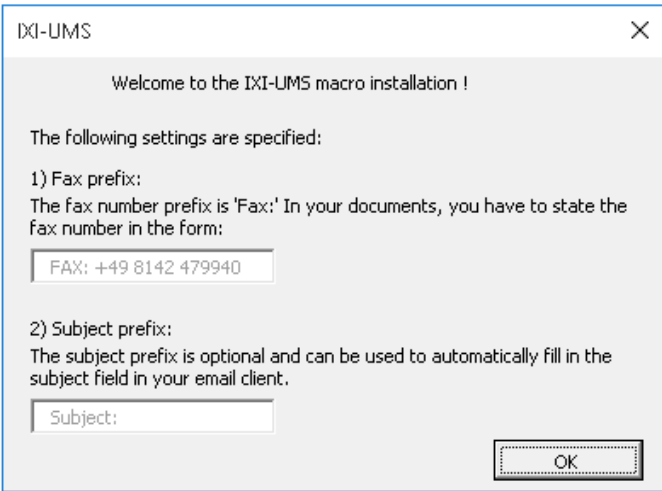 IXI-UMS
Welcome to the IXI-UMS macro installation !
The following settings are specified:
1) Fax prefix:
The fax number prefix is 'Fax:' In your documents, you have to state the
fax number in the form:
FAX: +49 8142 479940
2) Subject prefix:
The subject prefix is optional and can be used to automatically fill in the
subject field in your email client.
Subject:
OK